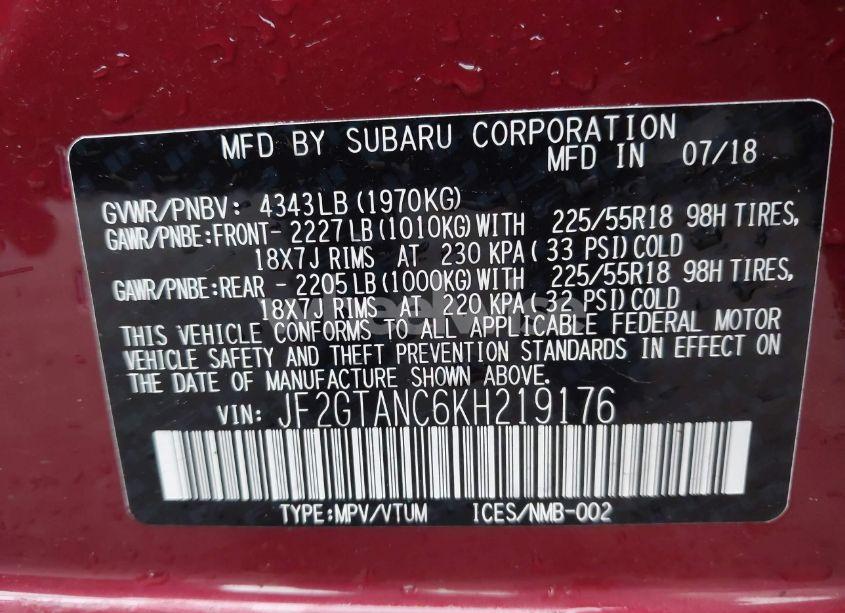 MFD BY SUBARU CORPORATION
MFD IN 07/18
GVWR/PNBV: 4343LB(1970KG)
GAWR/PNBE:FRONT- 2227LB(1010KG)WITH 225/55R18 98H TIRES,
18X7J RIMS AT 230 KPA( 33 PSI)COLD
GAWR/PNBE:REAR - 2205LB(1000KG)WITH 225/55R18 98H TIRES,
18X7J RIMS AT 220 KPA( 32 PSI)COLD
THIS VEHICLE CONFORMS TO ALL APPLICABLE FEDERAL MOTOR
VEHICLE SAFETY AND THEFT PREVENTION STANDARDS IN EFFECT ON
THE DATE OF MANUFACTURE SHOWN ABOVE.
VIN: JF2GTANC6KH219176
TYPE:MPV/VTUM ICES/NMB-002